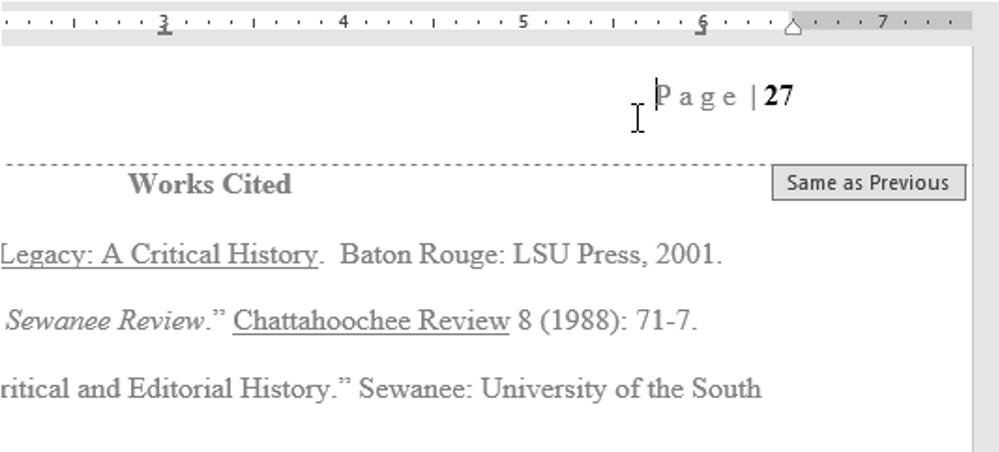 3 4 5 6 7
P a g e | 27
Works Cited
Same as Previous
Legacy: A Critical History. Baton Rouge: LSU Press, 2001.
Sewanee Review.” Chattahoochee Review 8 (1988): 71-7.
ritical and Editorial History.” Sewanee: University of the South